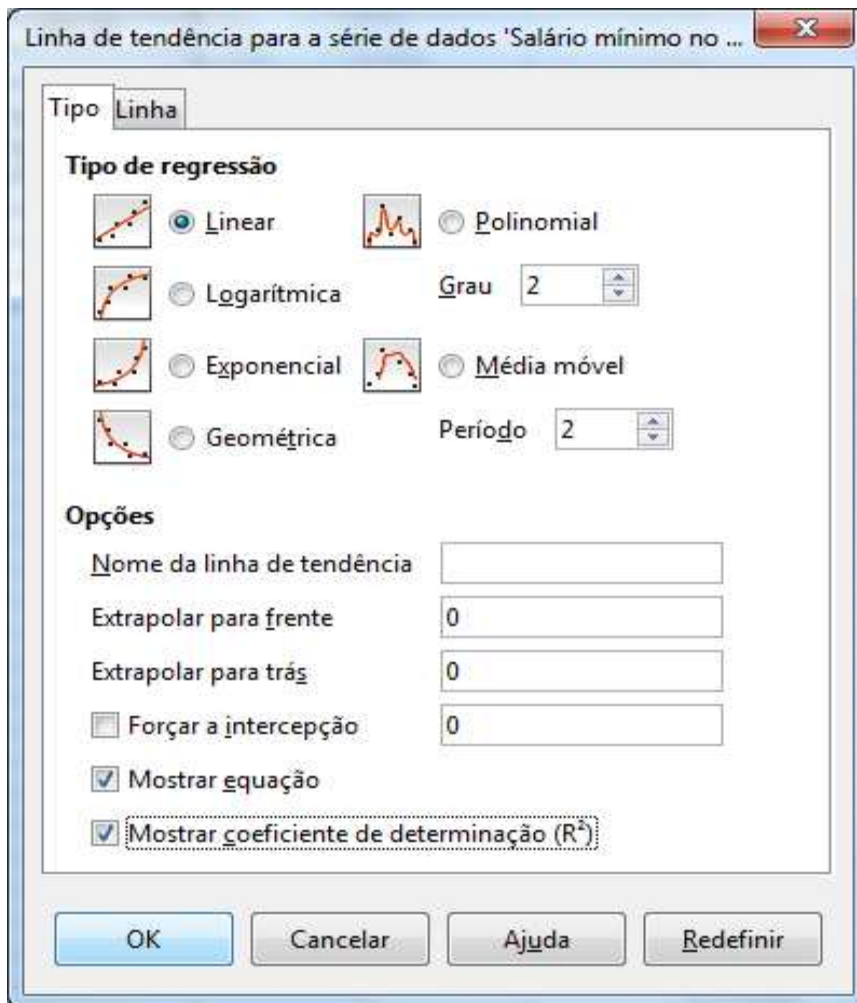 Linha de tendência para a série de dados 'Salário mínimo no ...
Tipo Linha
Tipo de regressão
Linear Polinomial
Logarítmica Grau 2
Exponencial Média móvel
Geométrica Período 2
Opções
Nome da linha de tendência
Extrapolar para frente 0
Extrapolar para trás 0
Forçar a intercepção 0
Mostrar equação
Mostrar coeficiente de determinação (R²)
OK Cancelar Ajuda Redefinir